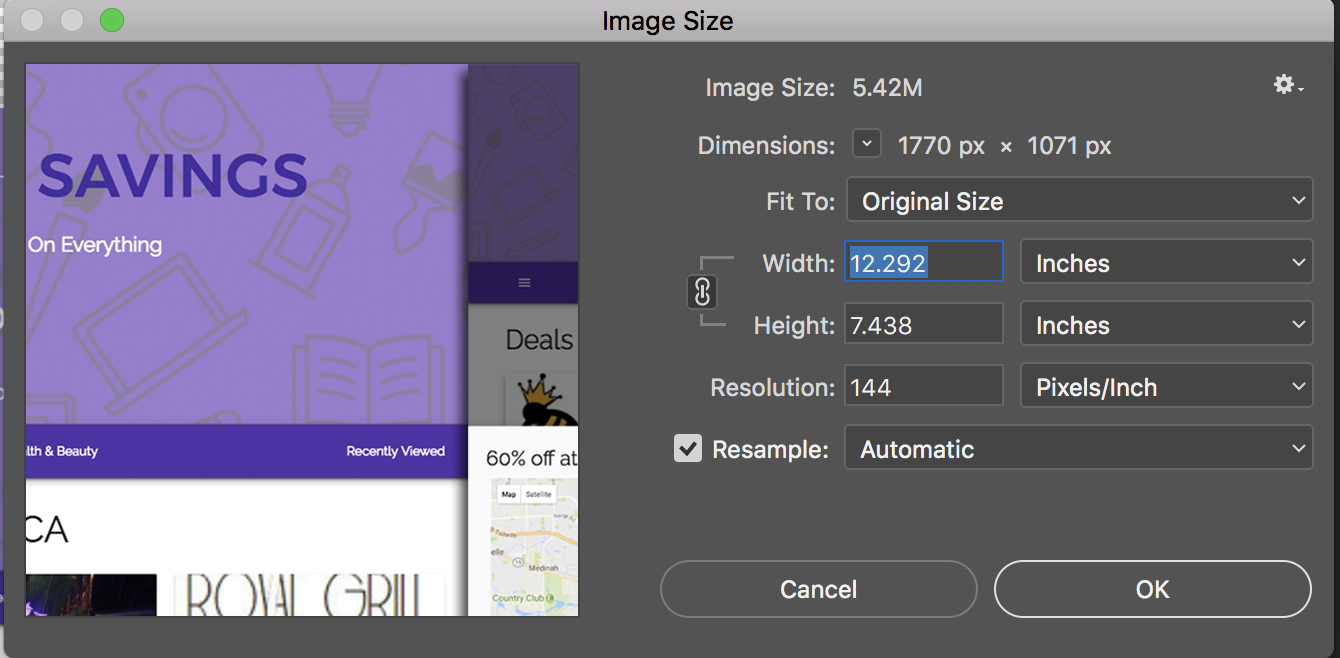 Image Size
Image Size: 5.42M
Dimensions: 1770 px × 1071 px
Fit To: Original Size
Width: 12.292 Inches
Height: 7.438 Inches
Resolution: 144 Pixels/Inch
Resample: Automatic
Cancel OK
SAVINGS
On Everything
lth & Beauty Recently Viewed
CA
ROYAL GRILL
Deals
60% off at
Map Satellite
Medinah
Country Club